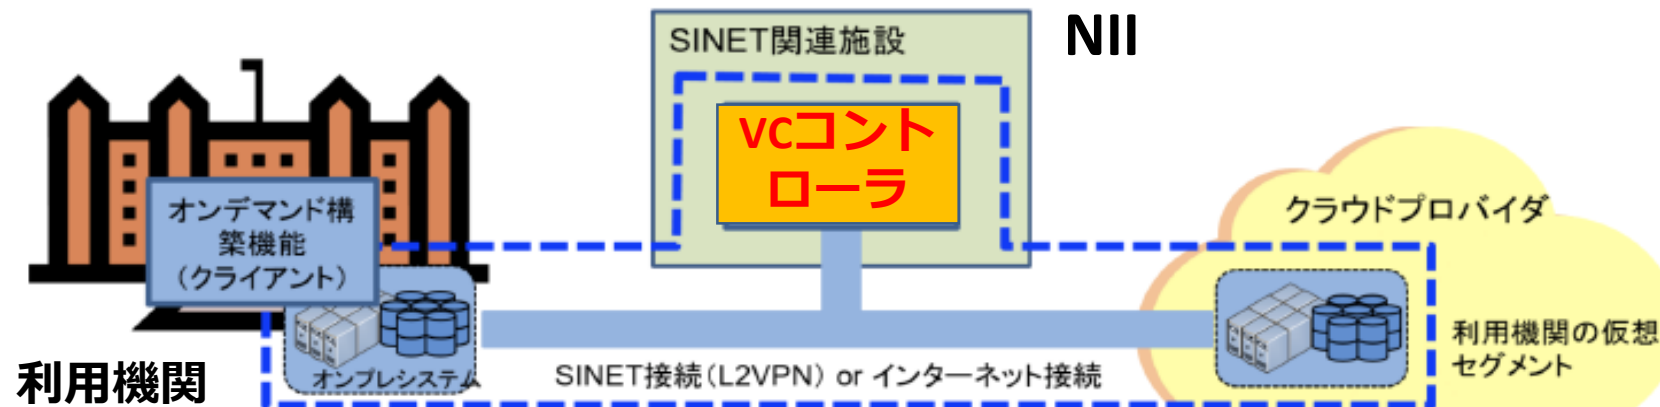 NII
SINET関連施設
VCコント
ローラ
オンデマンド構
築機能
(クライアント)
オンプレシステム
利用機関
SINET接続(L2VPN) or インターネット接続
クラウドプロバイダ
利用機関の仮想
セグメント